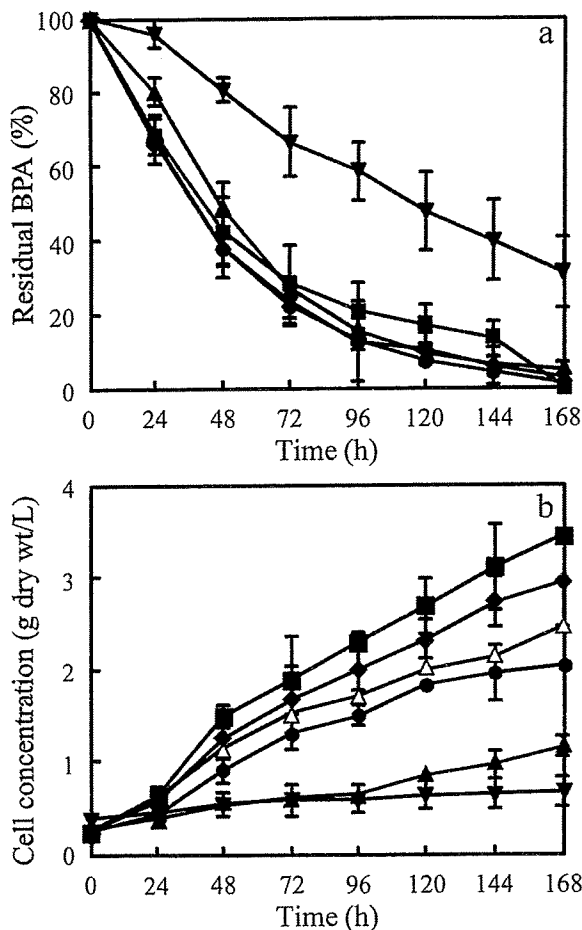 a
Residual BPA (%)
100
80
60
40
20
0
0 24 48 72 96 120 144 168
Time (h)
b
Cell concentration (g dry wt/L)
4
3
2
1
0
0 24 48 72 96 120 144 168
Time (h)